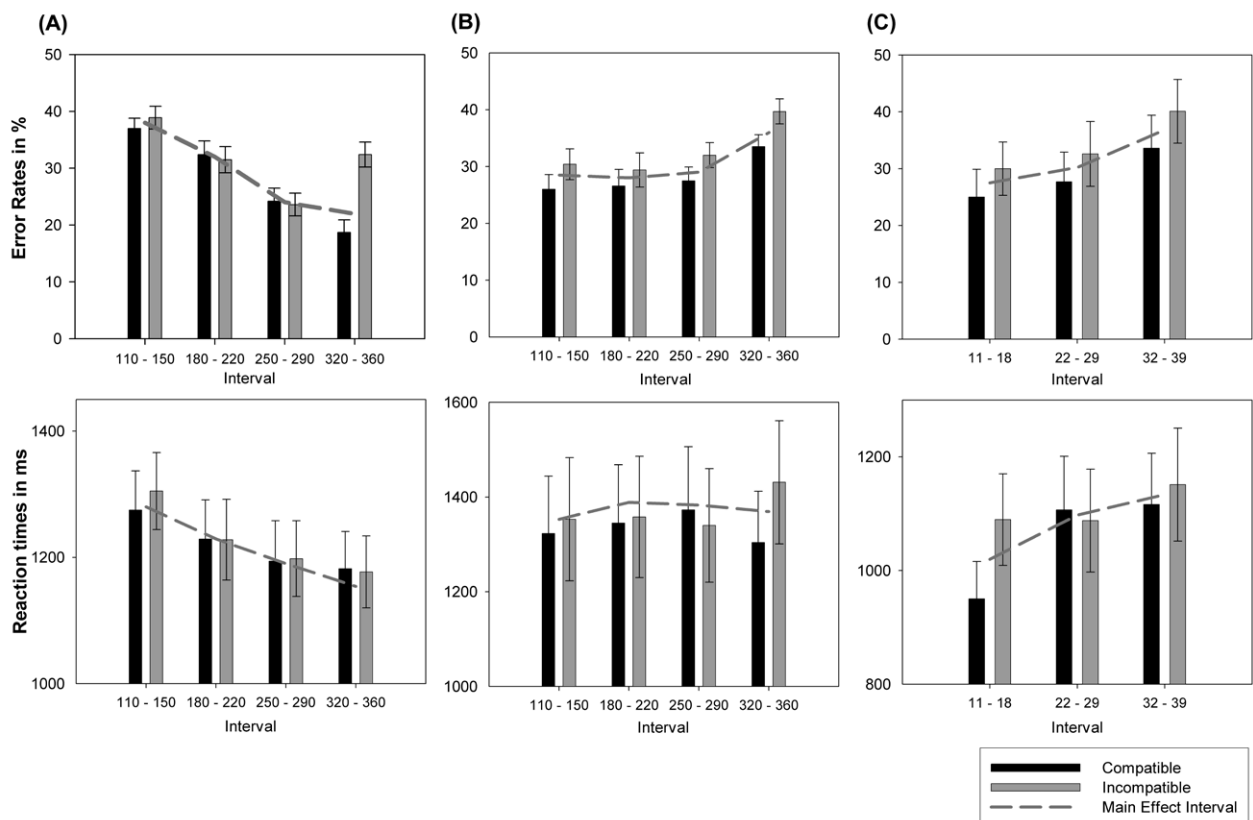 (A)
(B)
(C)
Error Rates in %
50
40
30
20
10
0
110 - 150 180 - 220 250 - 290 320 - 360
Interval
50
40
30
20
10
0
110 - 150 180 - 220 250 - 290 320 - 360
Interval
50
40
30
20
10
0
11 - 18 22 - 29 32 - 39
Interval
Reaction times in ms
1400
1200
1000
110 - 150 180 - 220 250 - 290 320 - 360
Interval
1600
1400
1200
1000
110 - 150 180 - 220 250 - 290 320 - 360
Interval
1200
1000
800
11 - 18 22 - 29 32 - 39
Interval
Compatible
Incompatible
Main Effect Interval